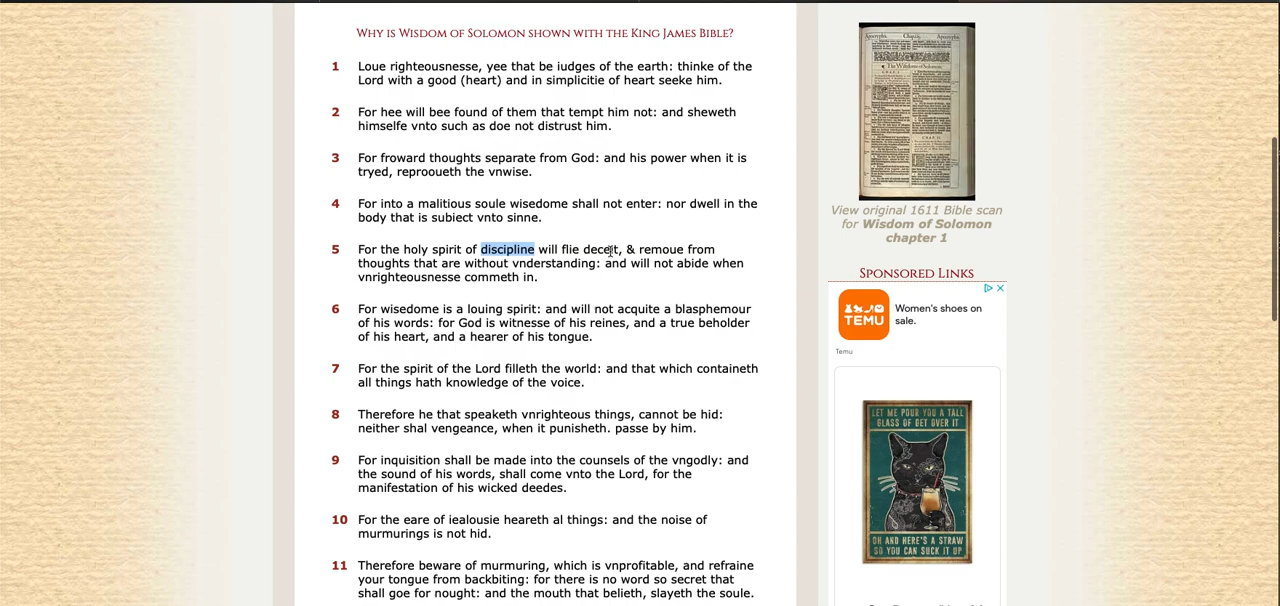 WHY IS WISDOM OF SOLOMON SHOWN WITH THE KING JAMES BIBLE?
1 Loue righteousnesse, yee that be iudges of the earth: thinke of the
Lord with a good (heart) and in simplicitie of heart seeke him.
2 For hee will bee found of them that tempt him not: and sheweth
himselfe vnto such as doe not distrust him.
3 For froward thoughts separate from God: and his power when it is
tryed, reprooueth the vnwise.
4 For into a malitious soule wisedome shall not enter: nor dwell in the
body that is subiect vnto sinne.
5 For the holy spirit of discipline will flie deceit, & remoue from
thoughts that are without vnderstanding: and will not abide when
vnrighteousnesse commeth in.
6 For wisedome is a louing spirit: and will not acquite a blasphemour
of his words: for God is witnesse of his reines, and a true beholder
of his heart, and a hearer of his tongue.
7 For the spirit of the Lord filleth the world: and that which containeth
all things hath knowledge of the voice.
8 Therefore he that speaketh vnrighteous things, cannot be hid:
neither shal vengeance, when it punisheth. passe by him.
9 For inquisition shall be made into the counsels of the vngodly: and
the sound of his words, shall come vnto the Lord, for the
manifestation of his wicked deedes.
10 For the eare of iealousie heareth al things: and the noise of
murmurings is not hid.
11 Therefore beware of murmuring, which is vnprofitable, and refraine
your tongue from backbiting: for there is no word so secret that
shall goe for nought: and the mouth that belieth, slayeth the soule.
Apocrypha. Apocrypha.
The Wisedome of Solomon.
View original 1611 Bible scan
for Wisdom of Solomon
chapter 1
SPONSORED LINKS
TEMU
Women's shoes on
sale.
Temu
LET ME POUR YOU A TALL
GLASS OF GET OVER IT
OH AND HERE'S A STRAW
SO YOU CAN SUCK IT UP